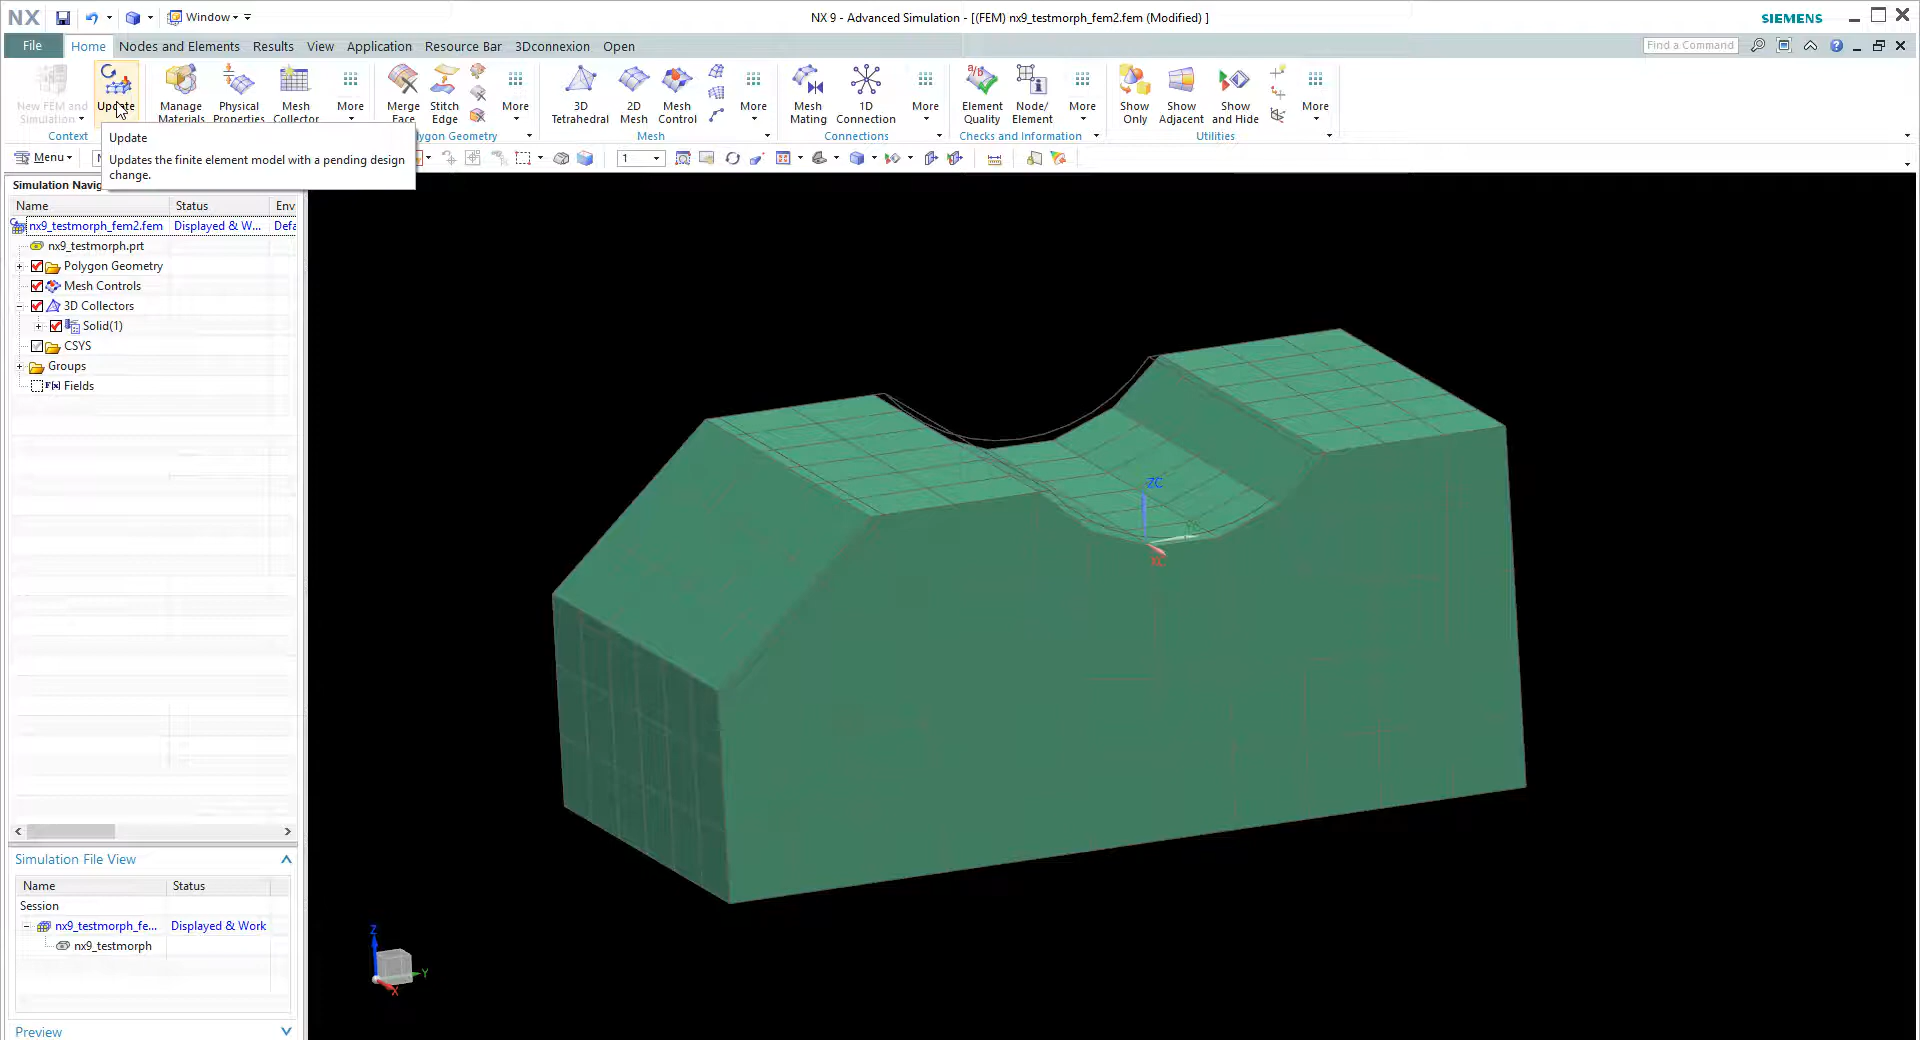 NX
Window
NX 9 - Advanced Simulation - [(FEM) nx9_testmorph_fem2.fem (Modified) ]
SIEMENS
File Home Nodes and Elements Results View Application Resource Bar 3Dconnexion Open
Find a Command
New FEM and Simulation
Update
Manage Materials
Physical Properties
Mesh Collector
More
Merge Face
Stitch Edge
More
3D Tetrahedral
2D Mesh
Mesh Control
More
Mesh Mating
1D Connection
More
Element Quality
Node/ Element
More
Show Only
Show Adjacent
Show and Hide
More
Context
lygon Geometry
Mesh
Connections
Checks and Information
Utilities
Menu
1
Update
Updates the finite element model with a pending design
change.
Simulation Navig
Name Status Env
nx9_testmorph_fem2.fem Displayed & W... Defa
nx9_testmorph.prt
Polygon Geometry
Mesh Controls
3D Collectors
Solid(1)
CSYS
Groups
Fields
ZC
XC
Simulation File View
Name Status
Session
nx9_testmorph_fe... Displayed & Work
nx9_testmorph
Preview
Z
Y
X